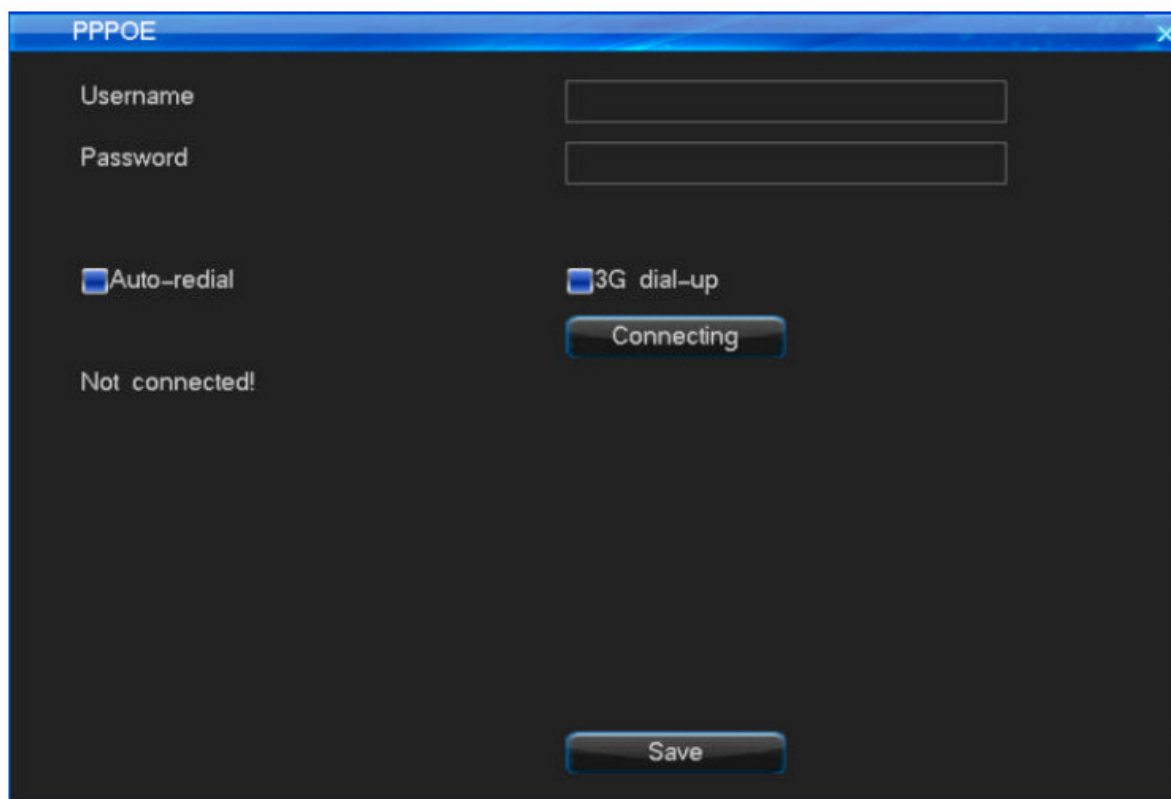 PPPOE
Username
Password
Auto-redial 3G dial-up
Connecting
Not connected!
Save